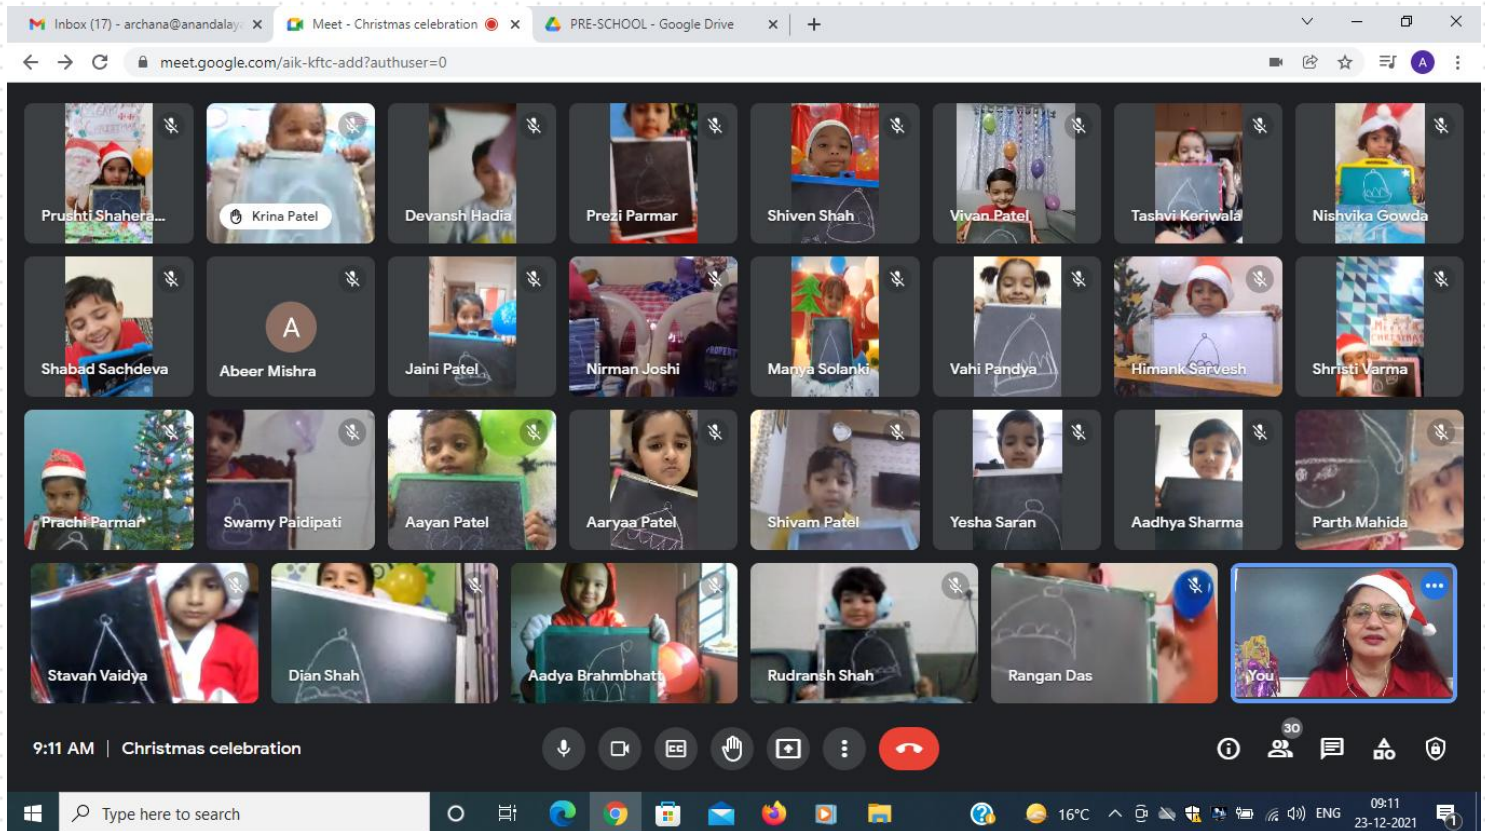 Inbox (17) - archana@anandalay
Meet - Christmas celebration
PRE-SCHOOL - Google Drive
meet.google.com/aik-kftc-add?authuser=0
A
Prushti Shahera...
Krina Patel
Devansh Hadia
Prezi Parmar
Shiven Shah
Vivan Patel
Tashvi Keriwala
Nishvika Gowda
Shabad Sachdeva
A
Abeer Mishra
Jaini Patel
Nirman Joshi
Manya Solanki
Vahi Pandya
Himank Sarvesh
Shristi Varma
Prachi Parmar
Swamy Paidipati
Aayan Patel
Aaryaa Patel
Shivam Patel
Yesha Saran
Aadhya Sharma
Parth Mahida
Stavan Vaidya
Dian Shah
Aadya Brahmbhatt
Rudransh Shah
Rangan Das
You
9:11 AM | Christmas celebration
CC
30
Type here to search
16°C
ENG
09:11
23-12-2021
1